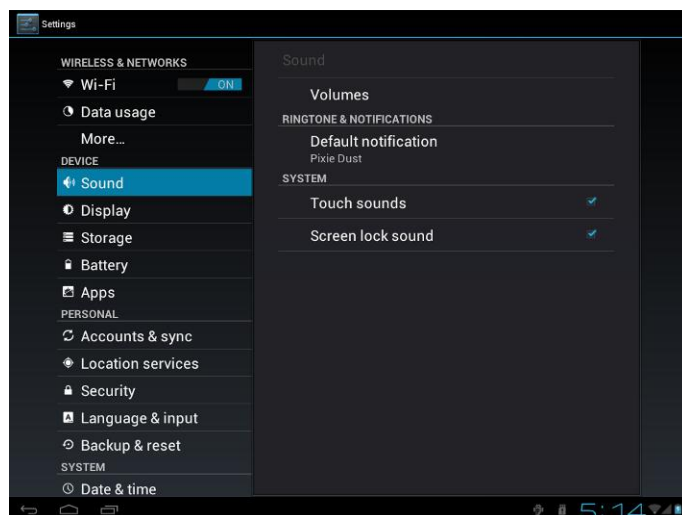 Settings
WIRELESS & NETWORKS
Wi-Fi ON
Data usage
More...
DEVICE
Sound
Display
Storage
Battery
Apps
PERSONAL
Accounts & sync
Location services
Security
Language & input
Backup & reset
SYSTEM
Date & time
Sound
Volumes
RINGTONE & NOTIFICATIONS
Default notification
Pixie Dust
SYSTEM
Touch sounds
Screen lock sound
5:14